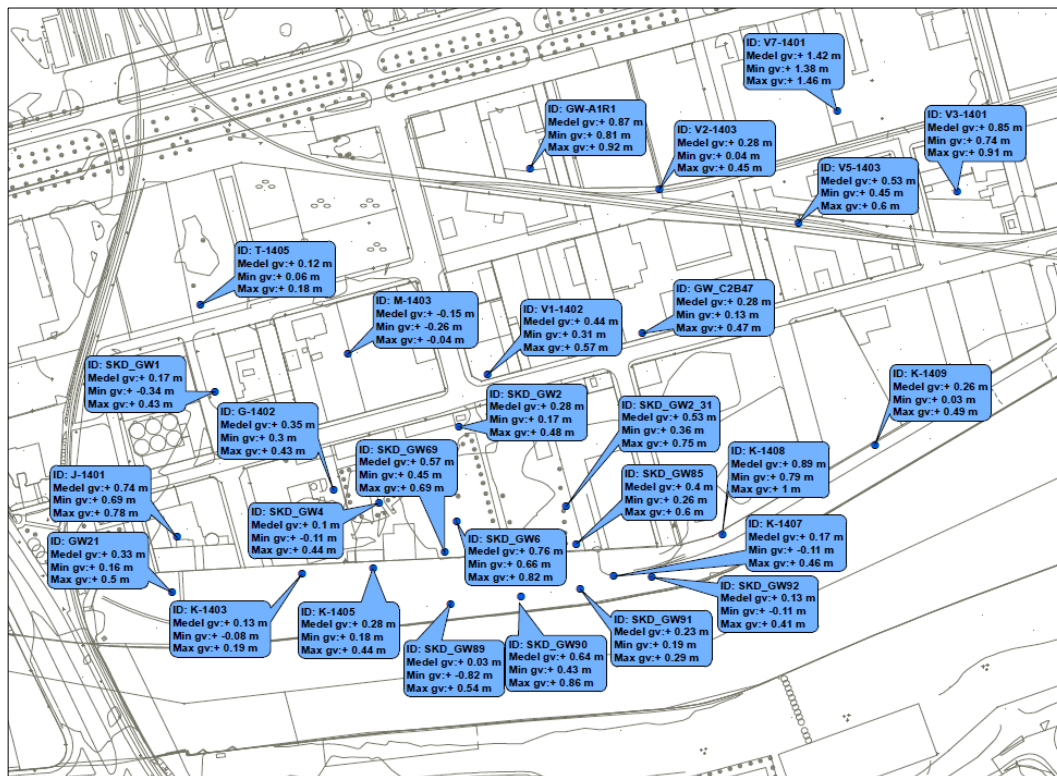 ID: V7-1401
Medel gv:+ 1.42 m
Min gv:+ 1.38 m
Max gv:+ 1.46 m
ID: GW-A1R1
Medel gv:+ 0.87 m
Min gv:+ 0.81 m
Max gv:+ 0.92 m
ID: V2-1403
Medel gv:+ 0.28 m
Min gv:+ 0.04 m
Max gv:+ 0.45 m
ID: V3-1401
Medel gv:+ 0.85 m
Min gv:+ 0.74 m
Max gv:+ 0.91 m
ID: V5-1403
Medel gv:+ 0.53 m
Min gv:+ 0.45 m
Max gv:+ 0.6 m
ID: T-1405
Medel gv:+ 0.12 m
Min gv:+ 0.06 m
Max gv:+ 0.18 m
ID: M-1403
Medel gv:+ -0.15 m
Min gv:+ -0.26 m
Max gv:+ -0.04 m
ID: V1-1402
Medel gv:+ 0.44 m
Min gv:+ 0.31 m
Max gv:+ 0.57 m
ID: GW_C2B47
Medel gv:+ 0.28 m
Min gv:+ 0.13 m
Max gv:+ 0.47 m
ID: SKD_GW1
Medel gv:+ 0.17 m
Min gv:+ -0.34 m
Max gv:+ 0.43 m
ID: K-1409
Medel gv:+ 0.26 m
Min gv:+ 0.03 m
Max gv:+ 0.49 m
ID: SKD_GW2
Medel gv:+ 0.28 m
Min gv:+ 0.17 m
Max gv:+ 0.48 m
ID: SKD_GW2_31
Medel gv:+ 0.53 m
Min gv:+ 0.36 m
Max gv:+ 0.75 m
ID: G-1402
Medel gv:+ 0.35 m
Min gv:+ 0.3 m
Max gv:+ 0.43 m
ID: SKD_GW69
Medel gv:+ 0.57 m
Min gv:+ 0.45 m
Max gv:+ 0.69 m
ID: K-1408
Medel gv:+ 0.89 m
Min gv:+ 0.79 m
Max gv:+ 1 m
ID: J-1401
Medel gv:+ 0.74 m
Min gv:+ 0.69 m
Max gv:+ 0.78 m
ID: SKD_GW85
Medel gv:+ 0.4 m
Min gv:+ 0.26 m
Max gv:+ 0.6 m
ID: SKD_GW4
Medel gv:+ 0.1 m
Min gv:+ -0.11 m
Max gv:+ 0.44 m
ID: K-1407
Medel gv:+ 0.17 m
Min gv:+ -0.11 m
Max gv:+ 0.46 m
ID: GW21
Medel gv:+ 0.33 m
Min gv:+ 0.16 m
Max gv:+ 0.5 m
ID: SKD_GW6
Medel gv:+ 0.76 m
Min gv:+ 0.66 m
Max gv:+ 0.82 m
ID: SKD_GW92
Medel gv:+ 0.13 m
Min gv:+ -0.11 m
Max gv:+ 0.41 m
ID: K-1403
Medel gv:+ 0.13 m
Min gv:+ -0.08 m
Max gv:+ 0.19 m
ID: K-1405
Medel gv:+ 0.28 m
Min gv:+ 0.18 m
Max gv:+ 0.44 m
ID: SKD_GW91
Medel gv:+ 0.23 m
Min gv:+ 0.19 m
Max gv:+ 0.29 m
ID: SKD_GW89
Medel gv:+ 0.03 m
Min gv:+ -0.82 m
Max gv:+ 0.54 m
ID: SKD_GW90
Medel gv:+ 0.64 m
Min gv:+ 0.43 m
Max gv:+ 0.86 m